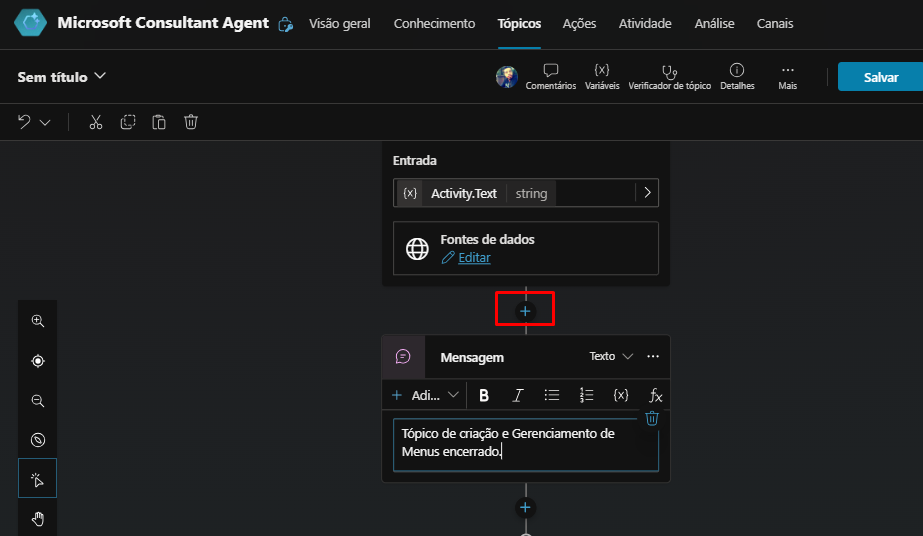 Microsoft Consultant Agent Visão geral Conhecimento Tópicos Ações Atividade Análise Canais
Sem título Comentários Variáveis Verificador de tópico Detalhes Mais Salvar
Entrada
{x} Activity.Text string
Fontes de dados
Editar
Mensagem Texto
Adi... B I {x} fx
Tópico de criação e Gerenciamento de
Menus encerrado.